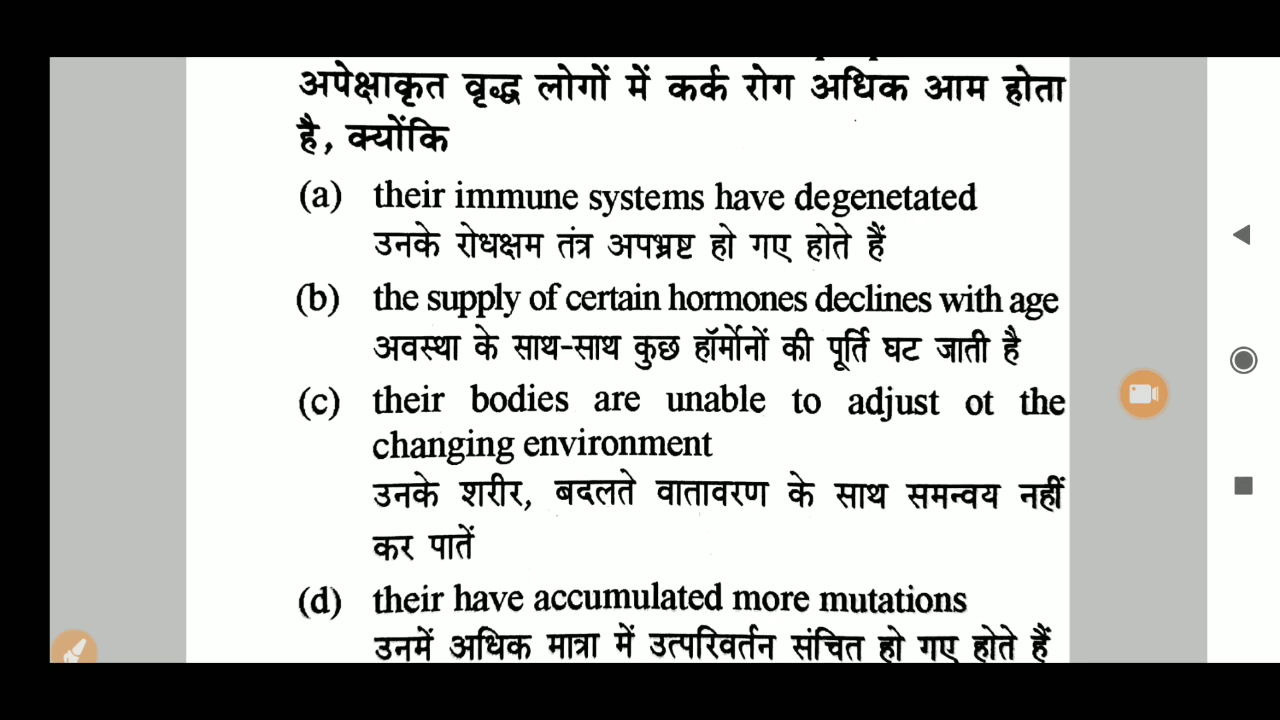 अपेक्षाकृत वृद्ध लोगों में कर्क रोग अधिक आम होता
है, क्योंकि
(a) their immune systems have degenetated
उनके रोधक्षम तंत्र अपभ्रष्ट हो गए होते हैं
(b) the supply of certain hormones declines with age
अवस्था के साथ-साथ कुछ हॉर्मोनों की पूर्ति घट जाती है
(c) their bodies are unable to adjust ot the
changing environment
उनके शरीर, बदलते वातावरण के साथ समन्वय नहीं
कर पातें
(d) their have accumulated more mutations
उनमें अधिक मात्रा में उत्परिवर्तन संचित हो गए होते हैं